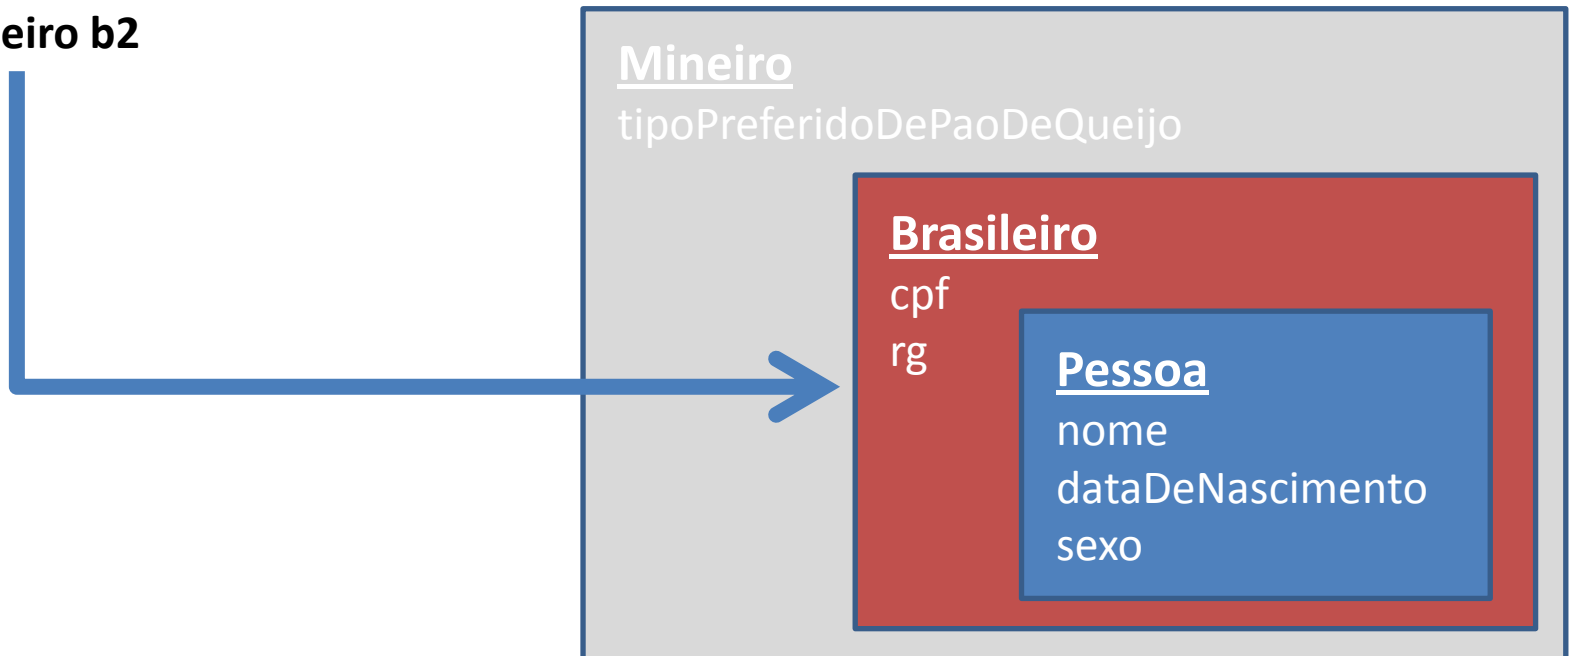 eiro b2
Mineiro
tipoPreferidoDePaoDeQueijo
Brasileiro
cpf
rg
Pessoa
nome
dataDeNascimento
sexo